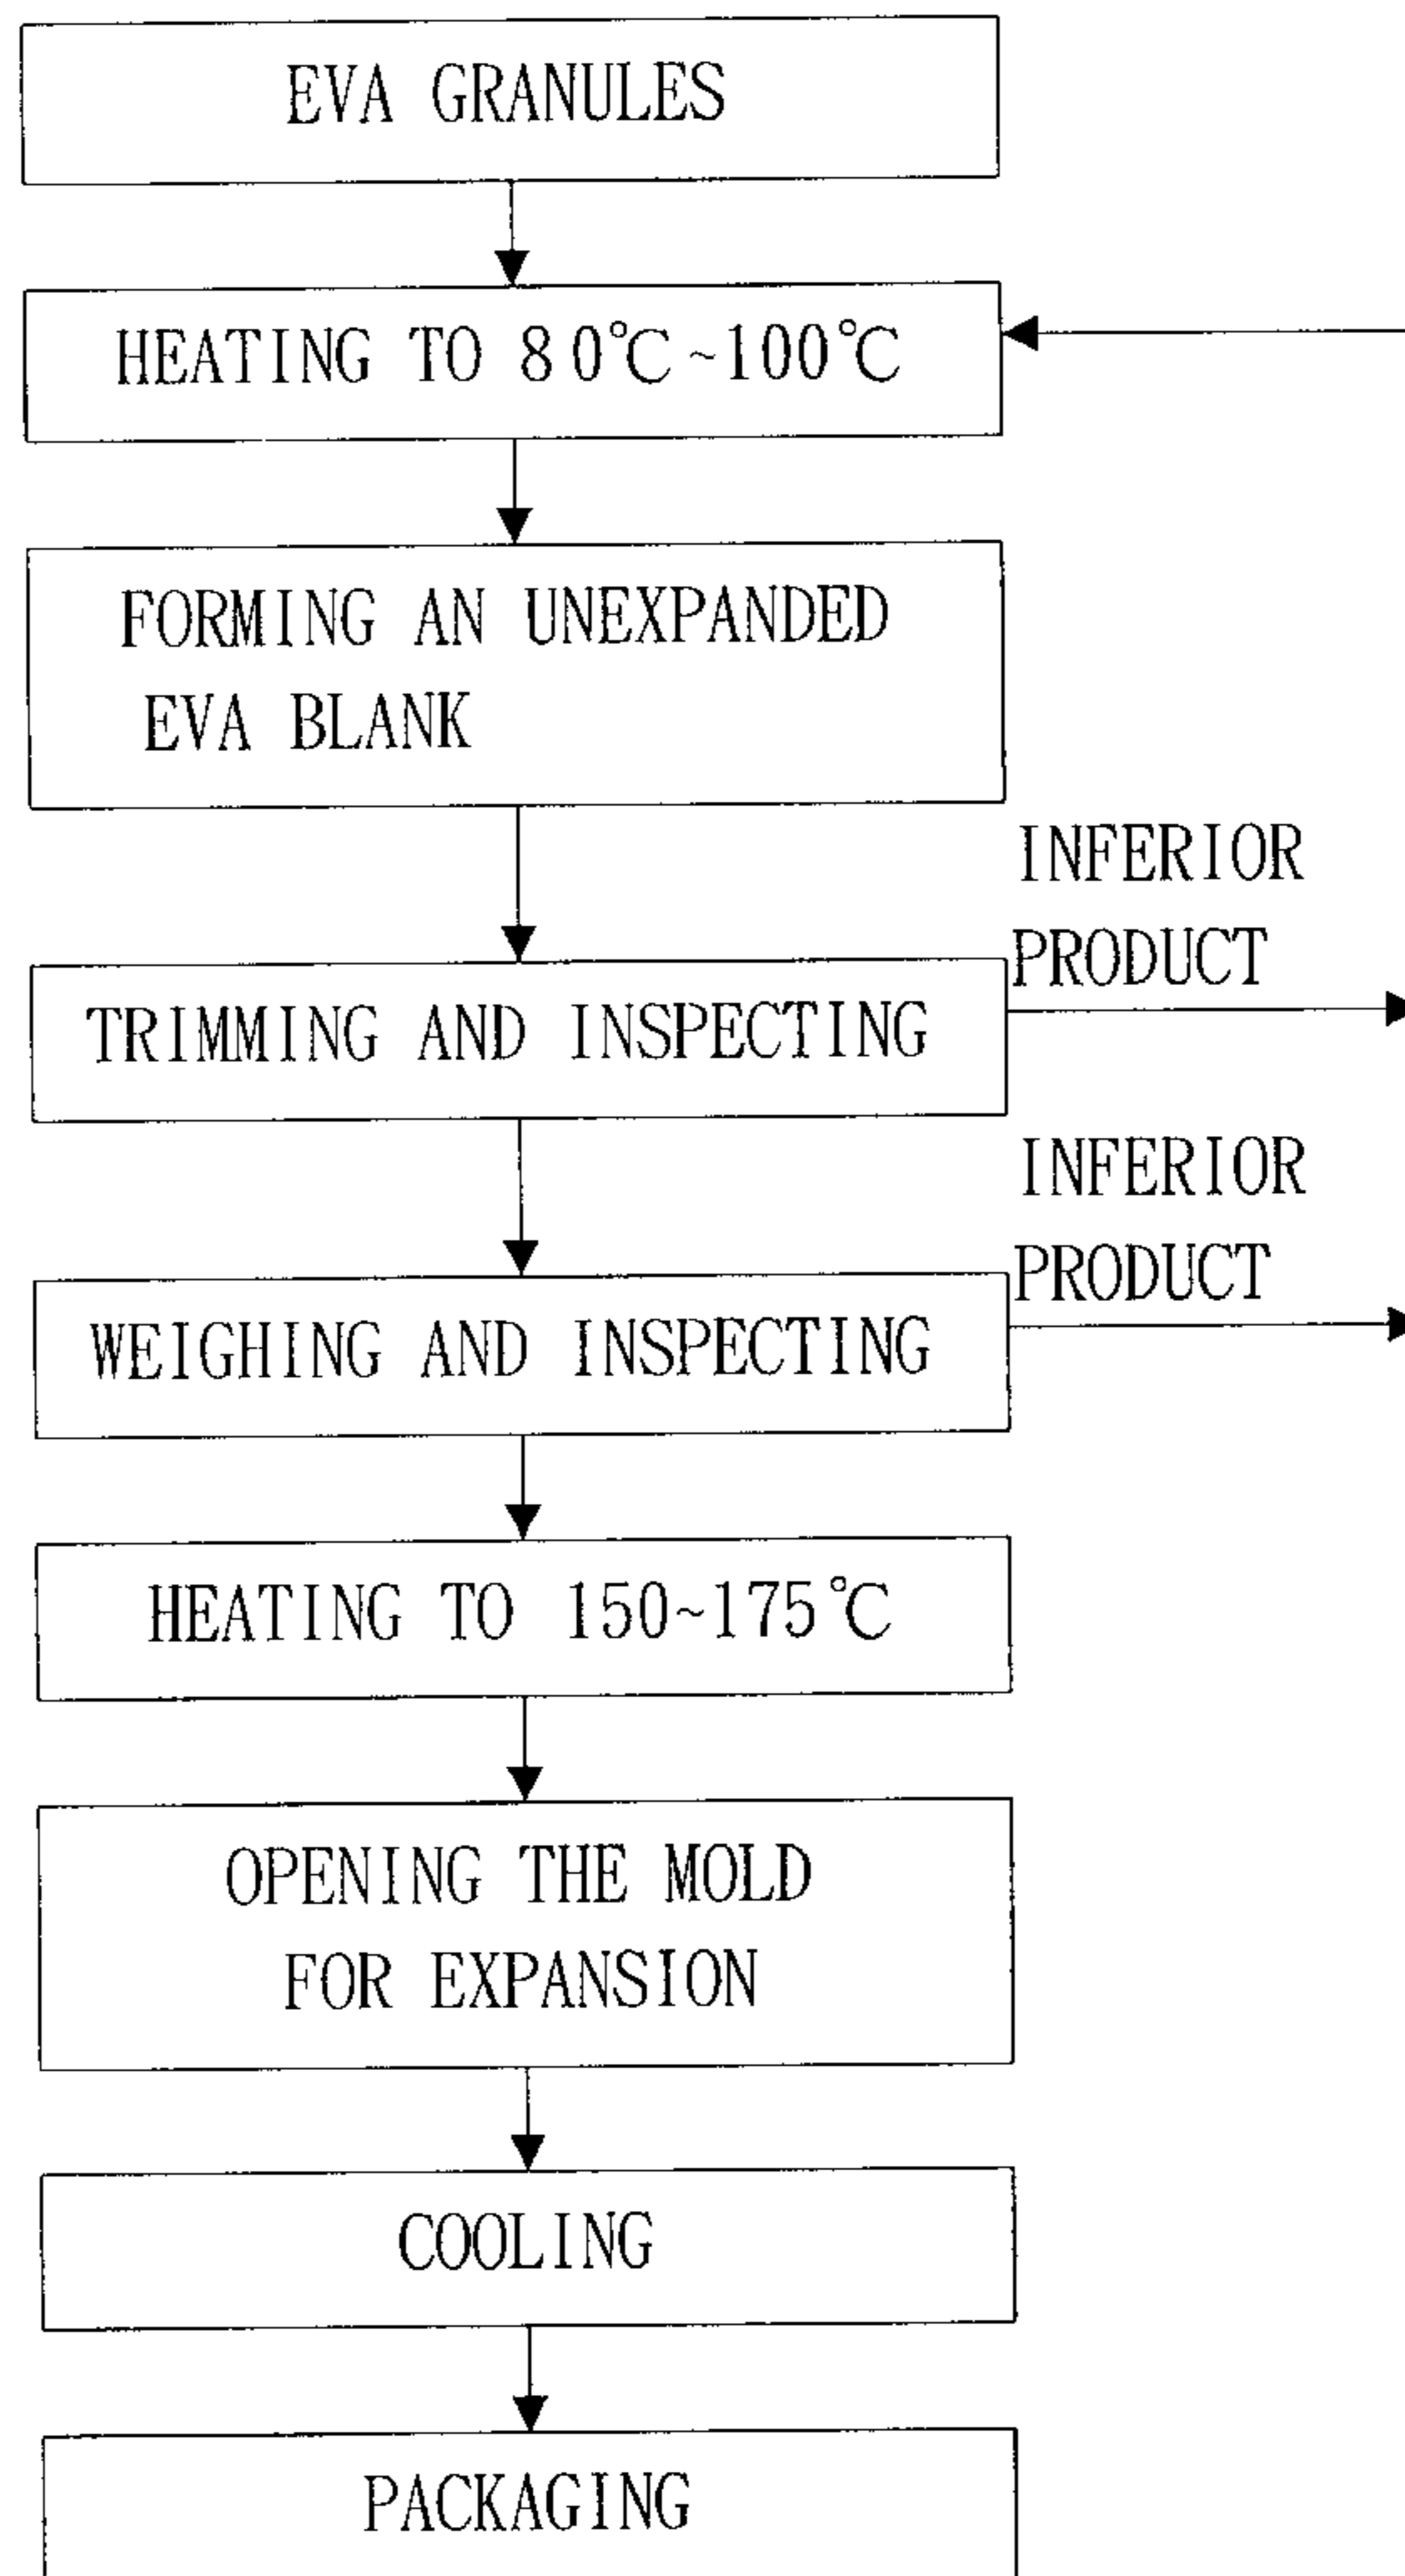 EVA GRANULES
HEATING TO 80℃~100℃
FORMING AN UNEXPANDED
EVA BLANK
INFERIOR
PRODUCT
TRIMMING AND INSPECTING
INFERIOR
PRODUCT
WEIGHING AND INSPECTING
HEATING TO 150~175℃
OPENING THE MOLD
FOR EXPANSION
COOLING
PACKAGING